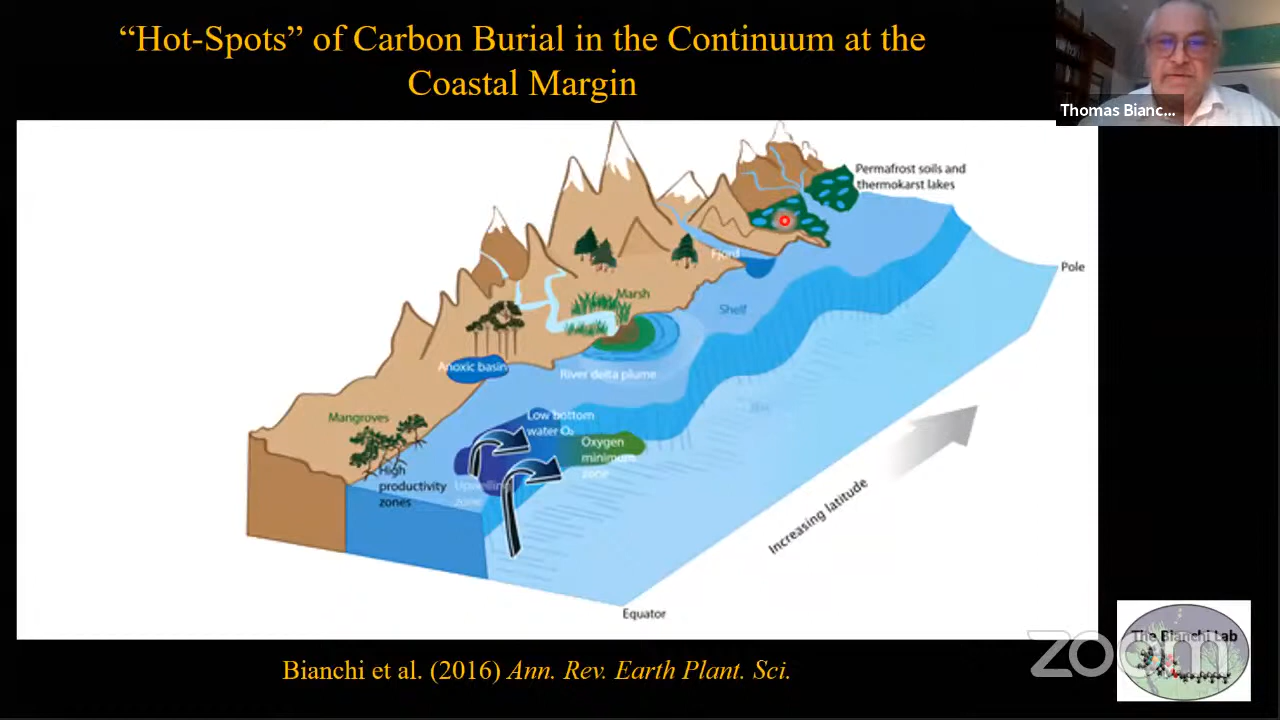 “Hot-Spots” of Carbon Burial in the Continuum at the
Coastal Margin
Thomas Bianc...
Permafrost soils and
thermokarst lakes
Fjord
Pole
Marsh
Shelf
Anoxic basin
River delta plume
Mangroves
Low bottom
water O₂
Oxygen
minimum
zone
High
productivity
zones
Upwelling
zone
Increasing latitude
Equator
The Bianchi Lab
zoom
Bianchi et al. (2016) Ann. Rev. Earth Plant. Sci.